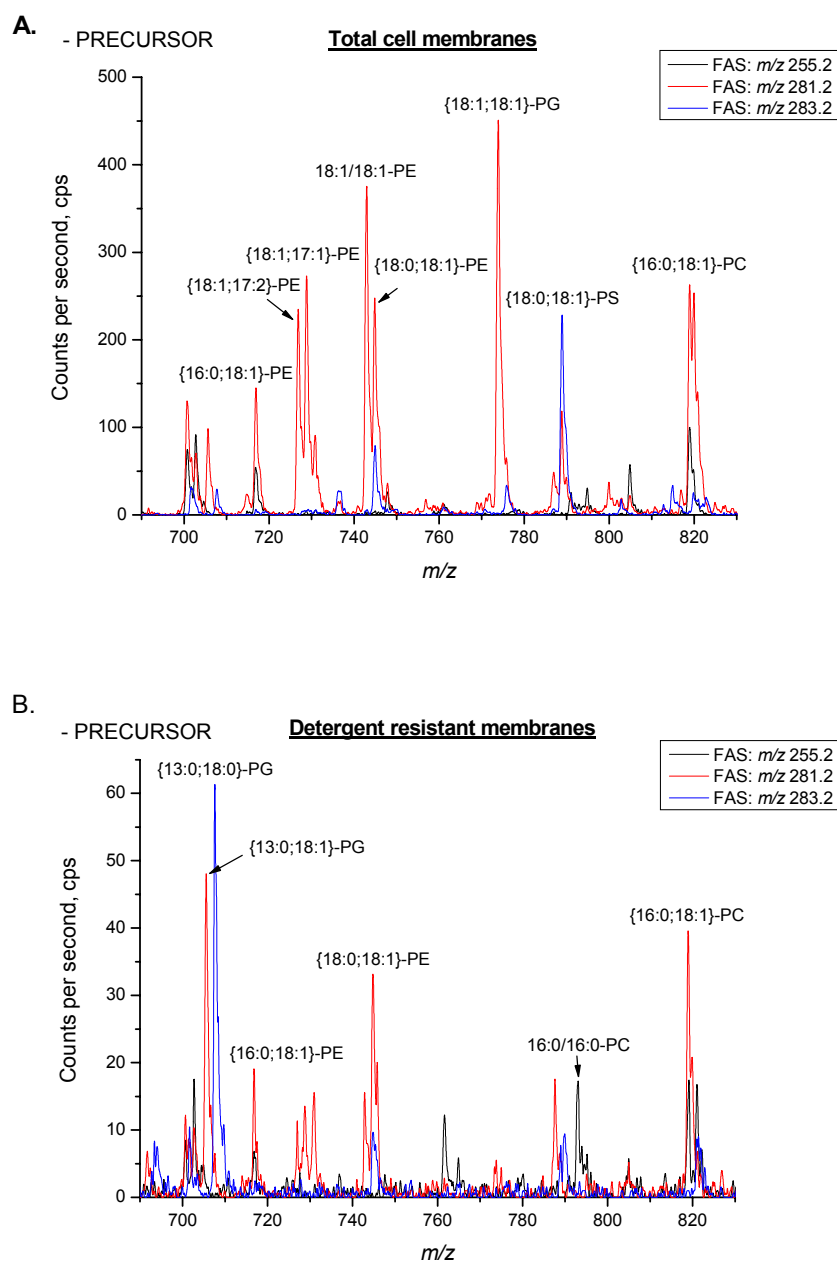 A.
- PRECURSOR
Total cell membranes
FAS: m/z 255.2
FAS: m/z 281.2
FAS: m/z 283.2
500
400
300
200
100
0
Counts per second, cps
{18:1;18:1}-PG
18:1/18:1-PE
{18:1;17:1}-PE
{18:0;18:1}-PE
{16:0;18:1}-PC
{18:1;17:2}-PE
{18:0;18:1}-PS
{16:0;18:1}-PE
700
720
740
760
780
800
820
m/z
B.
- PRECURSOR
Detergent resistant membranes
FAS: m/z 255.2
FAS: m/z 281.2
FAS: m/z 283.2
60
50
40
30
20
10
0
Counts per second, cps
{13:0;18:0}-PG
{13:0;18:1}-PG
{16:0;18:1}-PC
{18:0;18:1}-PE
{16:0;18:1}-PE
16:0/16:0-PC
700
720
740
760
780
800
820
m/z